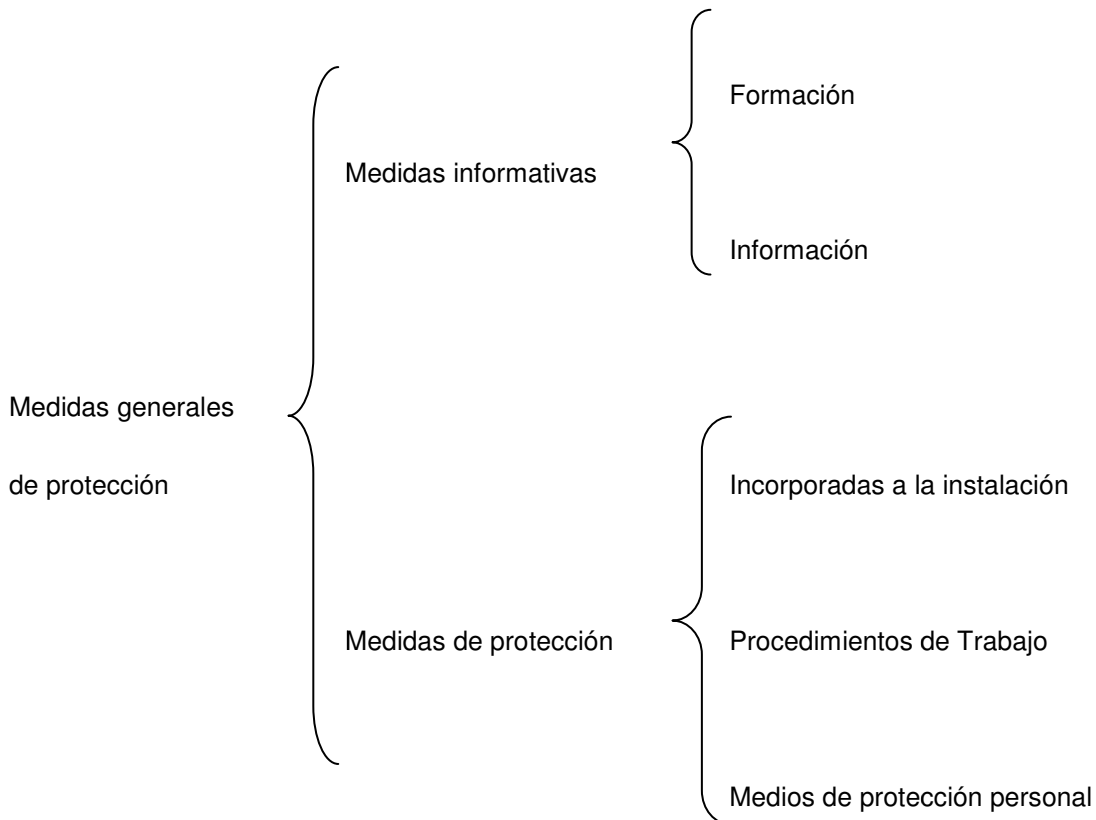 Medidas generales
de protección
Medidas informativas
Formación
Información
Medidas de protección
Incorporadas a la instalación
Procedimientos de Trabajo
Medios de protección personal